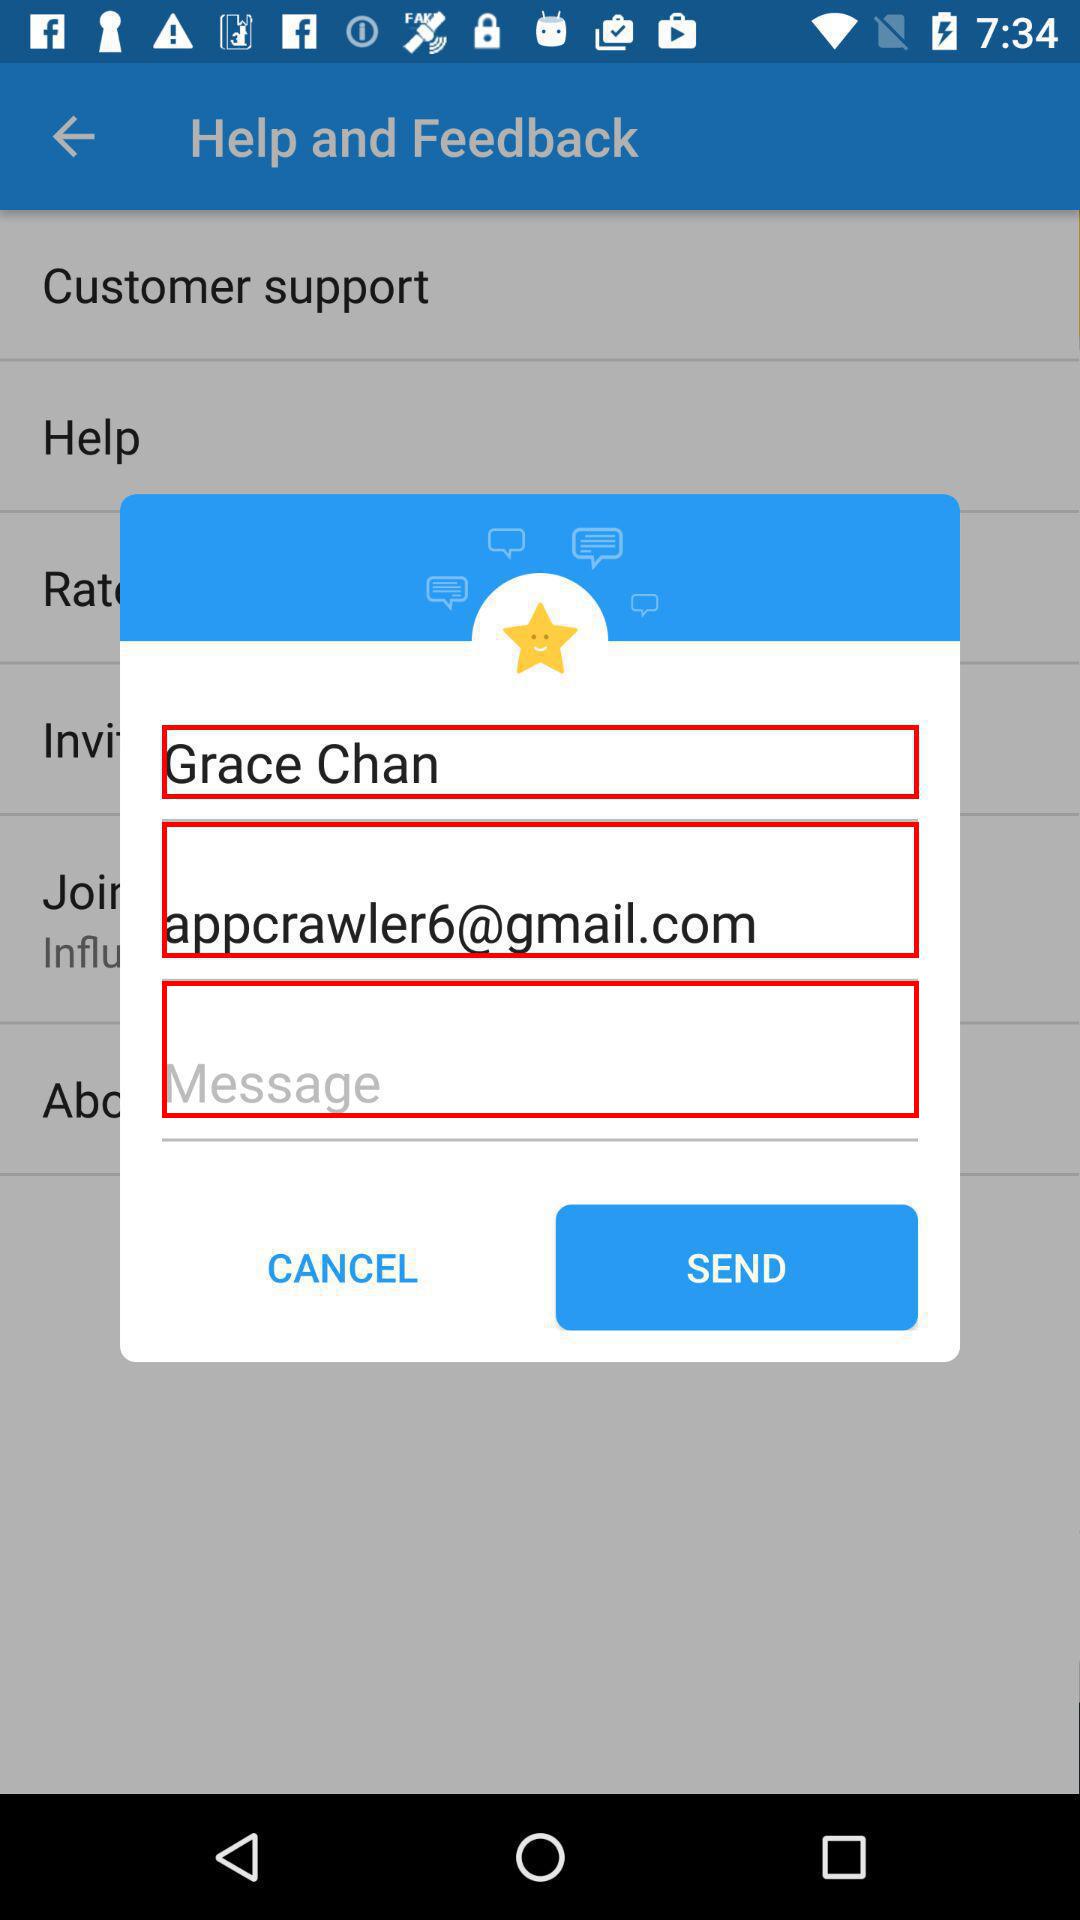 FAKE
7:34
Help and Feedback
Customer support
Help
Rat
Invi
Grace Chan
appcrawler6@gmail.com
Joi
Influ
Message
Abo
CANCEL
SEND